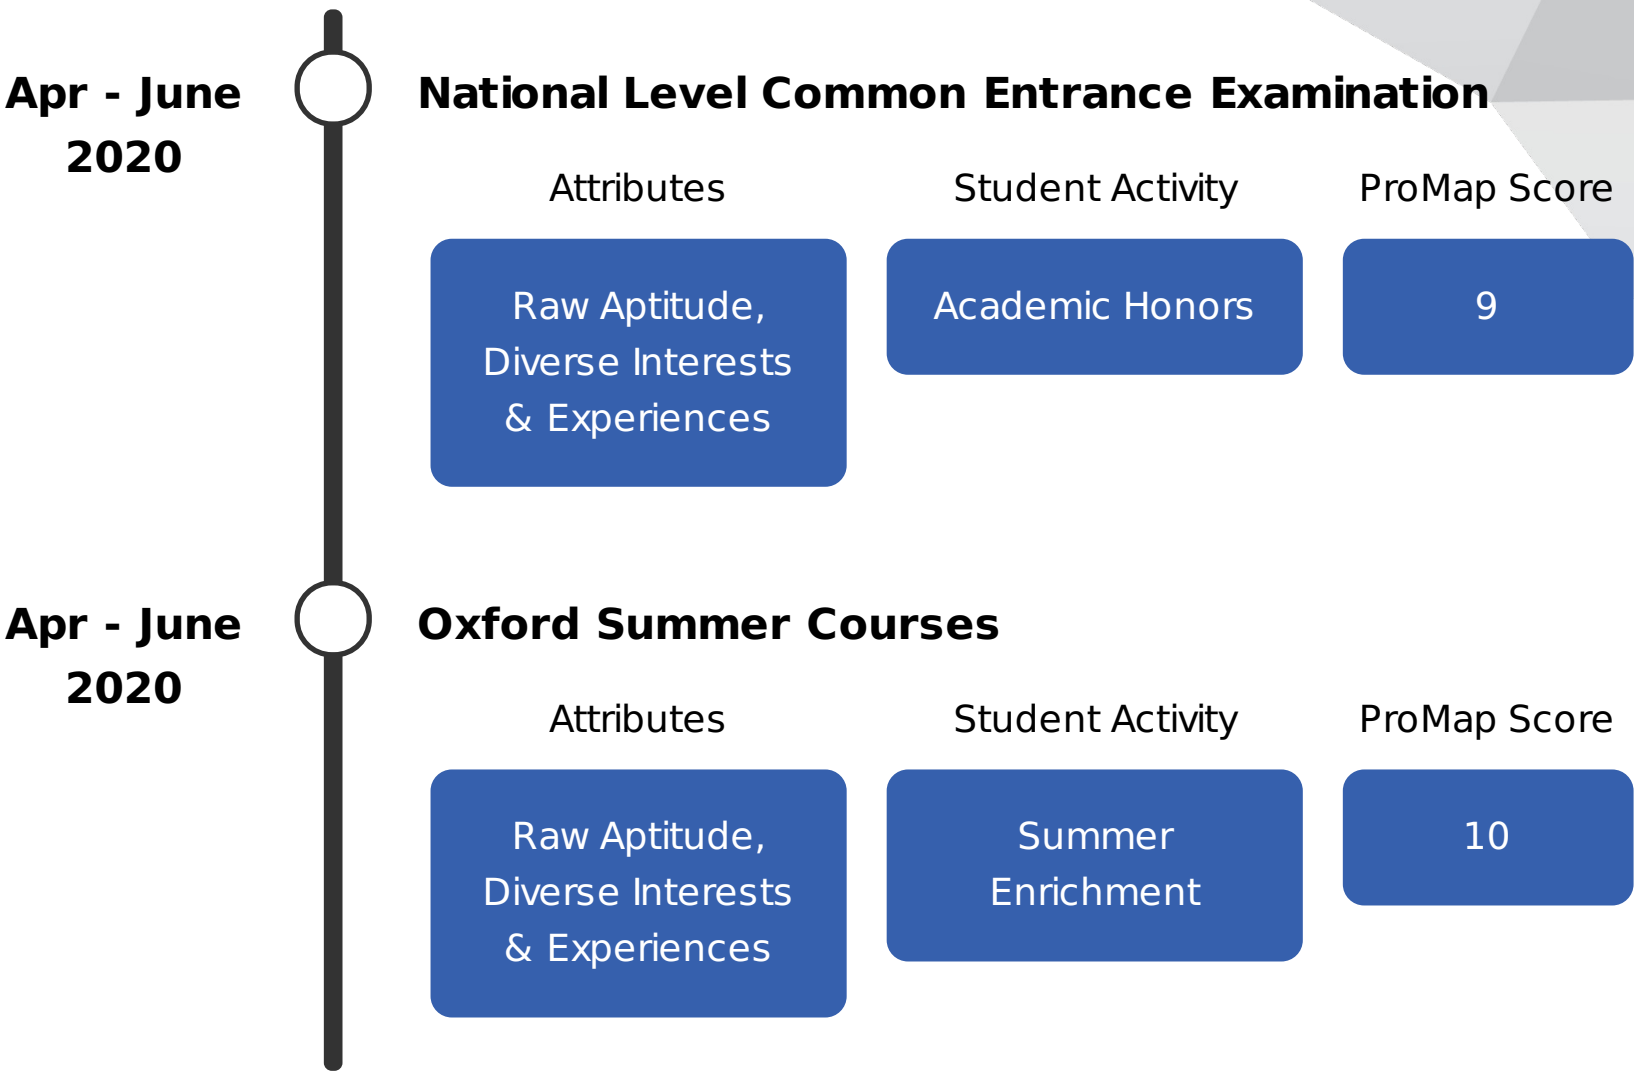 Apr - June
2020
National Level Common Entrance Examination
Attributes
Student Activity
ProMap Score
Raw Aptitude,
Diverse Interests
& Experiences
Academic Honors
9
Apr - June
2020
Oxford Summer Courses
Attributes
Student Activity
ProMap Score
Raw Aptitude,
Diverse Interests
& Experiences
Summer
Enrichment
10